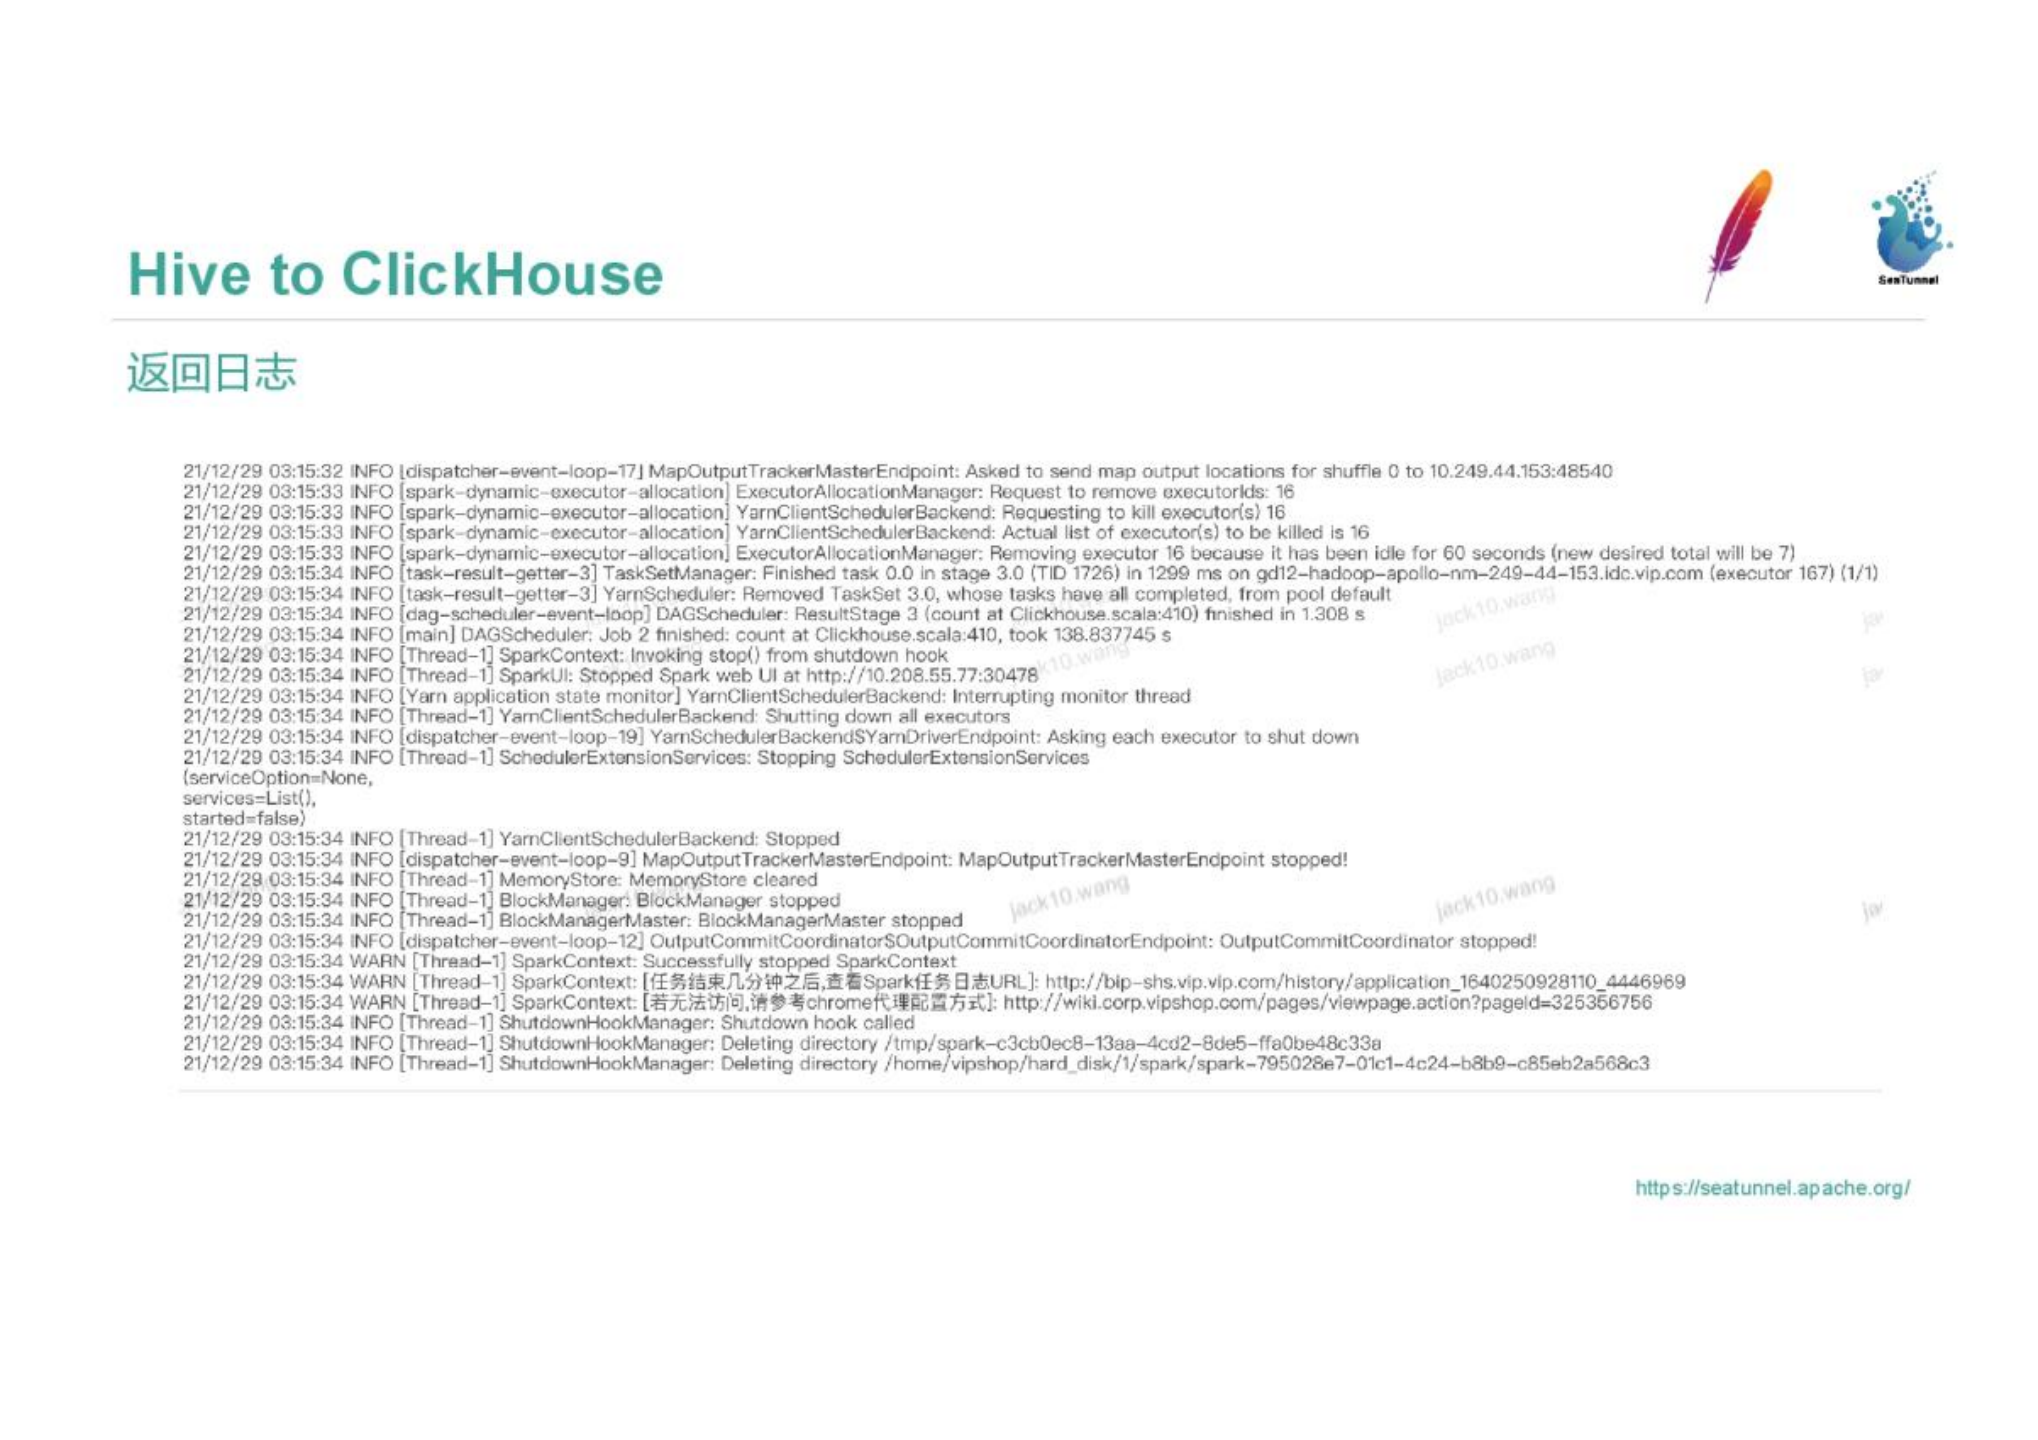 SeaTunnel
Hive to ClickHouse
返回日志
21/12/29 03:15:32 INFO [dispatcher-event-loop-17] MapOutputTrackerMasterEndpoint: Asked to send map output locations for shuffle 0 to 10.249.44.153:48540
21/12/29 03:15:33 INFO [spark-dynamic-executor-allocation] ExecutorAllocationManager: Request to remove executorIds: 16
21/12/29 03:15:33 INFO [spark-dynamic-executor-allocation] YarnClientSchedulerBackend: Requesting to kill executor(s) 16
21/12/29 03:15:33 INFO [spark-dynamic-executor-allocation] YarnClientSchedulerBackend: Actual list of executor(s) to be killed is 16
21/12/29 03:15:33 INFO [spark-dynamic-executor-allocation] ExecutorAllocationManager: Removing executor 16 because it has been idle for 60 seconds (new desired total will be 7)
21/12/29 03:15:34 INFO [task-result-getter-3] TaskSetManager: Finished task 0.0 in stage 3.0 (TID 1726) in 1299 ms on gd12-hadoop-apollo-nm-249-44-153.idc.vip.com (executor 167) (1/1)
21/12/29 03:15:34 INFO [task-result-getter-3] YarnScheduler: Removed TaskSet 3.0, whose tasks have all completed, from pool default
21/12/29 03:15:34 INFO [dag-scheduler-event-loop] DAGScheduler: ResultStage 3 (count at Clickhouse.scala:410) finished in 1.308 s
21/12/29 03:15:34 INFO [main] DAGScheduler: Job 2 finished: count at Clickhouse.scala:410, took 138.837745 s
21/12/29 03:15:34 INFO [Thread-1] SparkContext: Invoking stop() from shutdown hook
21/12/29 03:15:34 INFO [Thread-1] SparkUI: Stopped Spark web UI at http://10.208.55.77:30478
21/12/29 03:15:34 INFO [Yarn application state monitor] YarnClientSchedulerBackend: Interrupting monitor thread
21/12/29 03:15:34 INFO [Thread-1] YarnClientSchedulerBackend: Shutting down all executors
21/12/29 03:15:34 INFO [dispatcher-event-loop-19] YarnSchedulerBackend$YarnDriverEndpoint: Asking each executor to shut down
21/12/29 03:15:34 INFO [Thread-1] SchedulerExtensionServices: Stopping SchedulerExtensionServices
(serviceOption=None,
services=List(),
started=false)
21/12/29 03:15:34 INFO [Thread-1] YarnClientSchedulerBackend: Stopped
21/12/29 03:15:34 INFO [dispatcher-event-loop-9] MapOutputTrackerMasterEndpoint: MapOutputTrackerMasterEndpoint stopped!
21/12/29 03:15:34 INFO [Thread-1] MemoryStore: MemoryStore cleared
21/12/29 03:15:34 INFO [Thread-1] BlockManager: BlockManager stopped
21/12/29 03:15:34 INFO [Thread-1] BlockManagerMaster: BlockManagerMaster stopped
21/12/29 03:15:34 INFO [dispatcher-event-loop-12] OutputCommitCoordinator$OutputCommitCoordinatorEndpoint: OutputCommitCoordinator stopped!
21/12/29 03:15:34 WARN [Thread-1] SparkContext: Successfully stopped SparkContext
21/12/29 03:15:34 WARN [Thread-1] SparkContext: [任务结束几分钟之后,查看Spark任务日志URL]: http://bip-shs.vip.vip.com/history/application_1640250928110_4446969
21/12/29 03:15:34 WARN [Thread-1] SparkContext: [若无法访问,请参考chrome代理配置方式]: http://wiki.corp.vipshop.com/pages/viewpage.action?pageId=325356756
21/12/29 03:15:34 INFO [Thread-1] ShutdownHookManager: Shutdown hook called
21/12/29 03:15:34 INFO [Thread-1] ShutdownHookManager: Deleting directory /tmp/spark-c3cb0ec8-13aa-4cd2-8de5-ffa0be48c33a
21/12/29 03:15:34 INFO [Thread-1] ShutdownHookManager: Deleting directory /home/vipshop/hard_disk/1/spark/spark-795028e7-01c1-4c24-b8b9-c85eb2a568c3
jack10.wang
jack10.wang
jack10.wang
jack10.wang
https://seatunnel.apache.org/